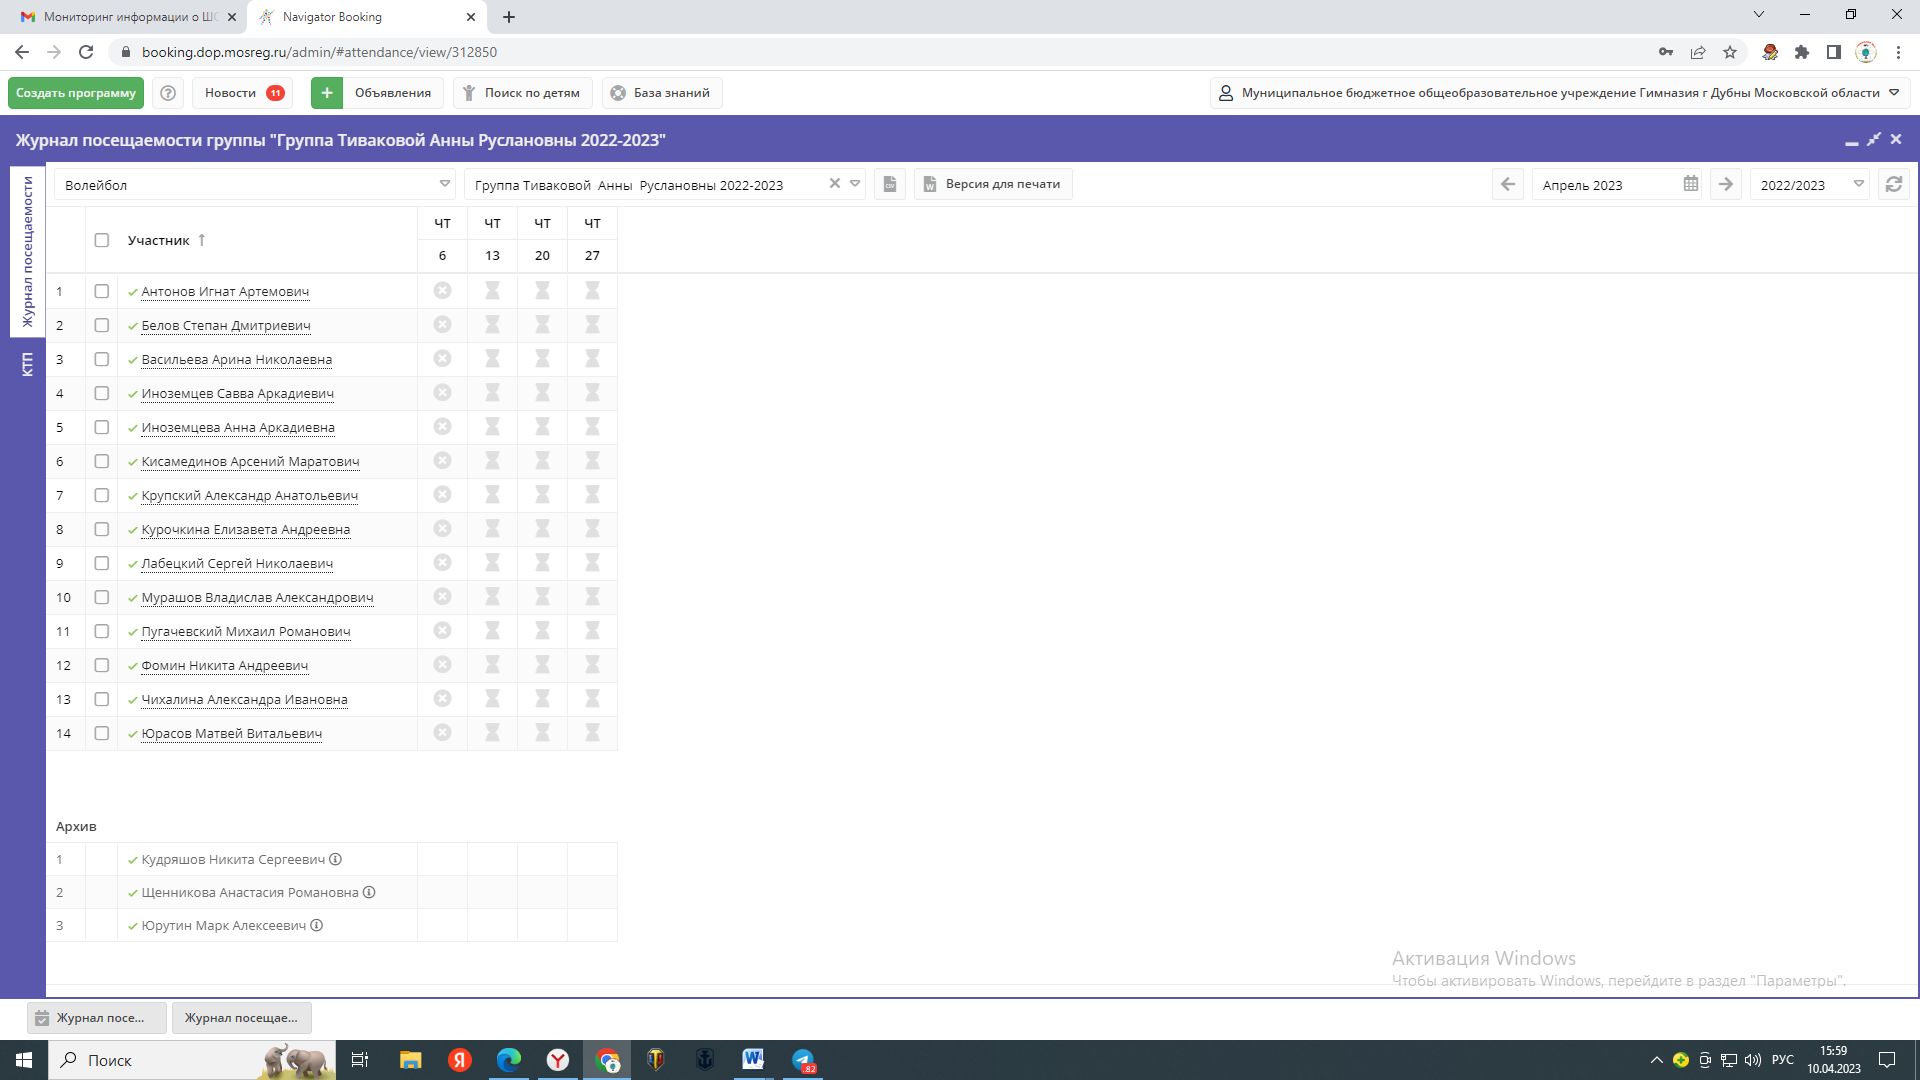 Мониторинг информации о ШС
Navigator Booking
booking.dop.mosreg.ru/admin/#attendance/view/312850
Создать программу
Новости 11
Объявления
Поиск по детям
База знаний
Муниципальное бюджетное общеобразовательное учреждение Гимназия г Дубны Московской области
Журнал посещаемости группы "Группа Тиваковой Анны Руслановны 2022-2023"
Журнал посещаемости
КТП
Волейбол
Группа Тиваковой Анны Руслановны 2022-2023
CSV
W
Версия для печати
Апрель 2023
2022/2023
Участник ↑
ЧТ ЧТ ЧТ ЧТ
6 13 20 27
1 Антонов Игнат Артемович
2 Белов Степан Дмитриевич
3 Васильева Арина Николаевна
4 Иноземцев Савва Аркадиевич
5 Иноземцева Анна Аркадиевна
6 Кисамединов Арсений Маратович
7 Крупский Александр Анатольевич
8 Курочкина Елизавета Андреевна
9 Лабецкий Сергей Николаевич
10 Мурашов Владислав Александрович
11 Пугачевский Михаил Романович
12 Фомин Никита Андреевич
13 Чихалина Александра Ивановна
14 Юрасов Матвей Витальевич
Архив
1 Кудряшов Никита Сергеевич
2 Щенникова Анастасия Романовна
3 Юрутин Марк Алексеевич
Активация Windows
Чтобы активировать Windows, перейдите в раздел "Параметры".
Журнал посе...
Журнал посещае...
Поиск
82
РУС
15:59
10.04.2023